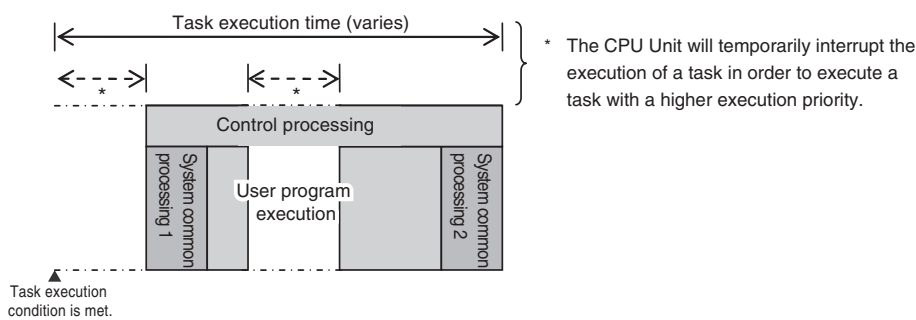 Task execution time (varies)
* The CPU Unit will temporarily interrupt the
execution of a task in order to execute a
task with a higher execution priority.
*
*
Control processing
System common
processing 1
User program
execution
System common
processing 2
Task execution
condition is met.